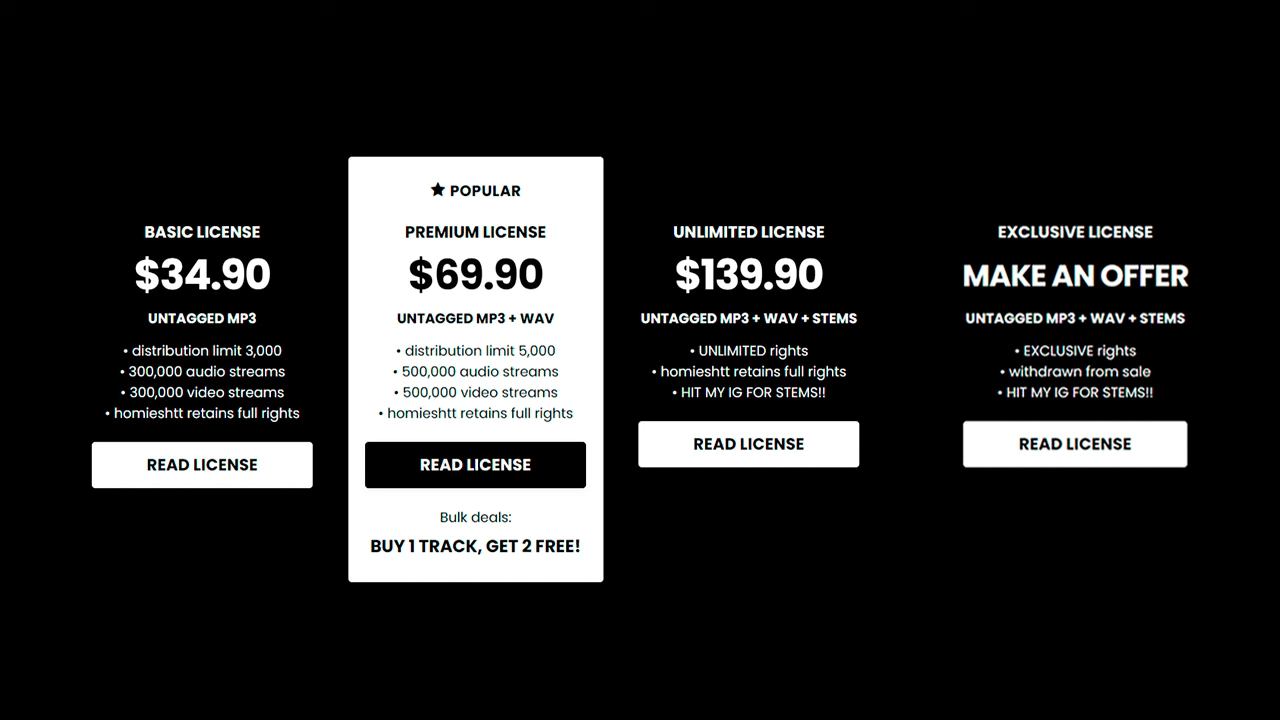 BASIC LICENSE
$34.90
UNTAGGED MP3
• distribution limit 3,000
• 300,000 audio streams
• 300,000 video streams
• homieshtt retains full rights
READ LICENSE
★ POPULAR
PREMIUM LICENSE
$69.90
UNTAGGED MP3 + WAV
• distribution limit 5,000
• 500,000 audio streams
• 500,000 video streams
• homieshtt retains full rights
READ LICENSE
Bulk deals:
BUY 1 TRACK, GET 2 FREE!
UNLIMITED LICENSE
$139.90
UNTAGGED MP3 + WAV + STEMS
• UNLIMITED rights
• homieshtt retains full rights
• HIT MY IG FOR STEMS!!
READ LICENSE
EXCLUSIVE LICENSE
MAKE AN OFFER
UNTAGGED MP3 + WAV + STEMS
• EXCLUSIVE rights
• withdrawn from sale
• HIT MY IG FOR STEMS!!
READ LICENSE